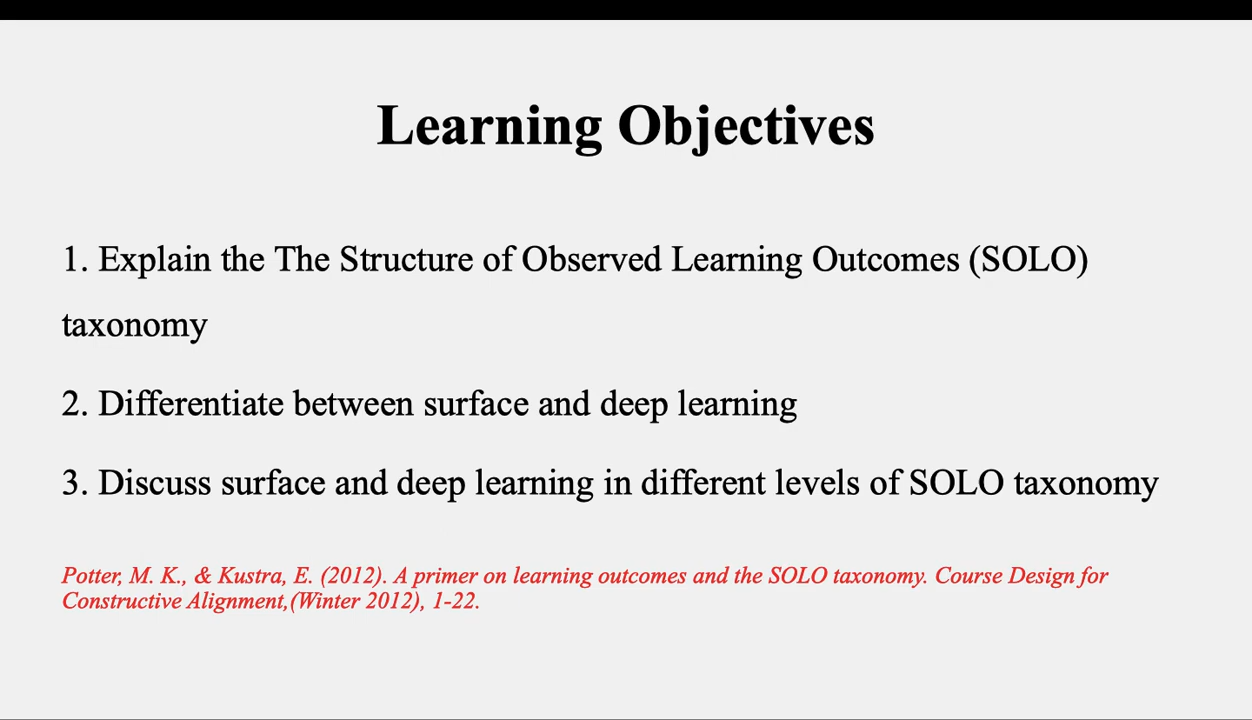 Learning Objectives
1. Explain the The Structure of Observed Learning Outcomes (SOLO)
taxonomy
2. Differentiate between surface and deep learning
3. Discuss surface and deep learning in different levels of SOLO taxonomy
Potter, M. K., & Kustra, E. (2012). A primer on learning outcomes and the SOLO taxonomy. Course Design for
Constructive Alignment,(Winter 2012), 1-22.